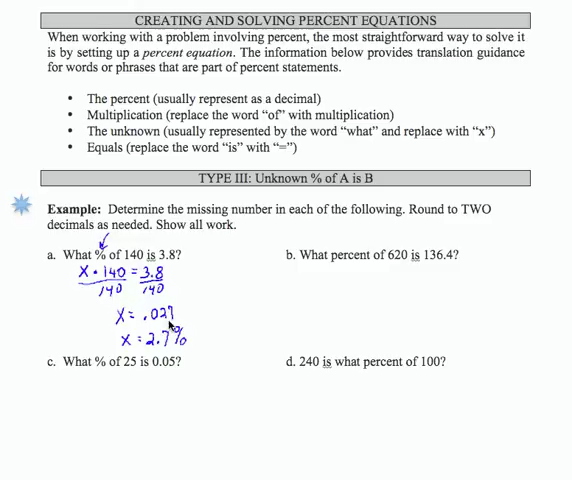 CREATING AND SOLVING PERCENT EQUATIONS
When working with a problem involving percent, the most straightforward way to solve it
is by setting up a percent equation. The information below provides translation guidance
for words or phrases that are part of percent statements.
• The percent (usually represent as a decimal)
• Multiplication (replace the word “of” with multiplication)
• The unknown (usually represented by the word “what” and replace with “x”)
• Equals (replace the word “is” with “=”)
TYPE III: Unknown % of A is B
Example: Determine the missing number in each of the following. Round to TWO
decimals as needed. Show all work.
a. What % of 140 is 3.8?
x • 140 = 3.8
140 140
x = .027
x = 2.7%
b. What percent of 620 is 136.4?
c. What % of 25 is 0.05?
d. 240 is what percent of 100?